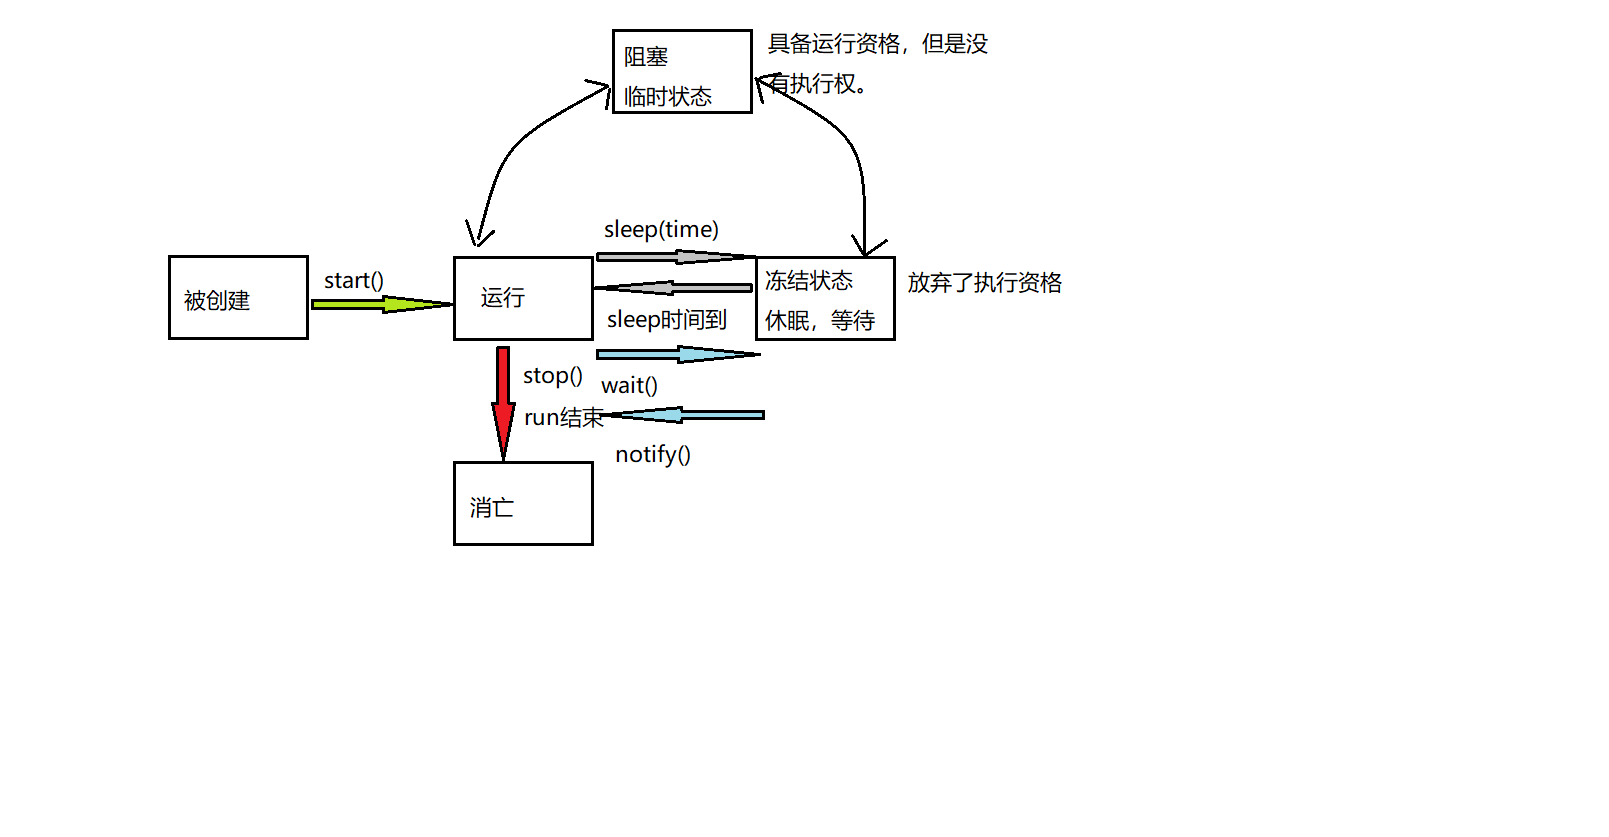 阻塞
临时状态
具备运行资格，但是没
有执行权。
sleep(time)
被创建
start()
运行
冻结状态
休眠，等待
放弃了执行资格
sleep时间到
stop()
wait()
run结束
notify()
消亡